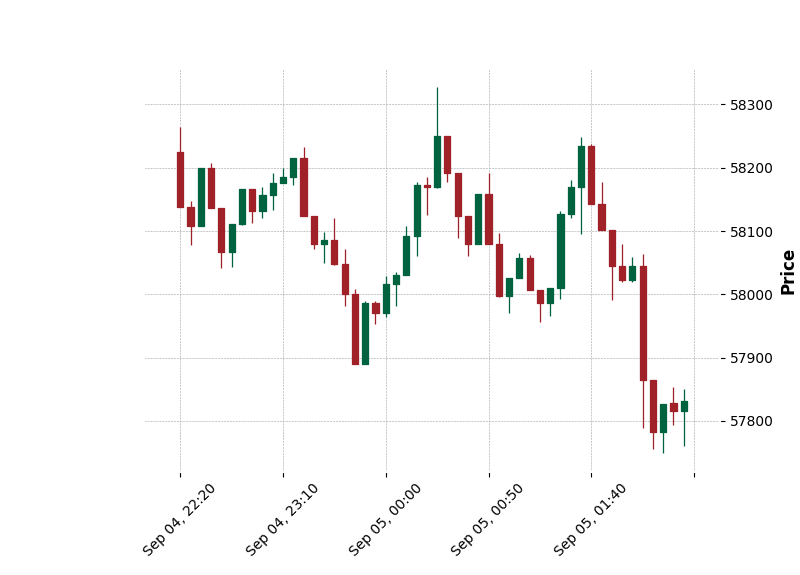 58300
58200
58100
58000
57900
57800
Price
Sep 04, 22:20
Sep 04, 23:10
Sep 05, 00:00
Sep 05, 00:50
Sep 05, 01:40